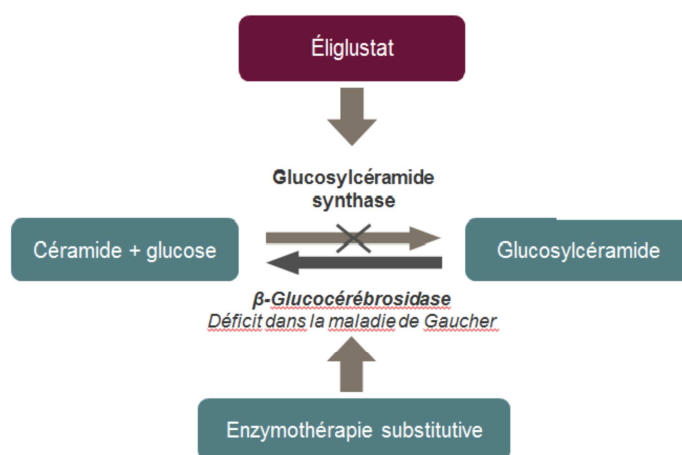 Éliglustat
Glucosylcéramide
synthase
Céramide + glucose
Glucosylcéramide
β-Glucocérébrosidase
Déficit dans la maladie de Gaucher
Enzymothérapie substitutive